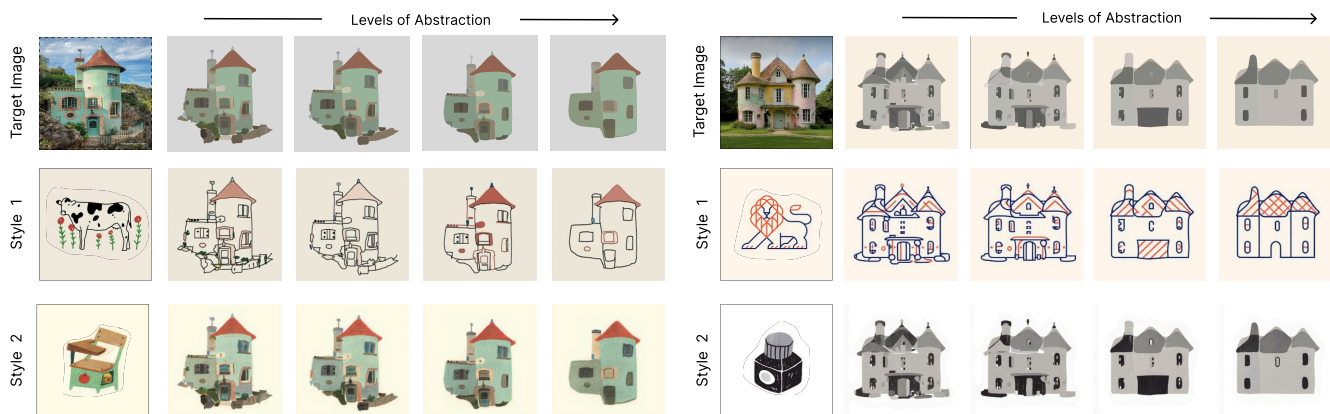 Levels of Abstraction
Levels of Abstraction
Target Image
Target Image
Style 1
Style 1
Style 2
Style 2